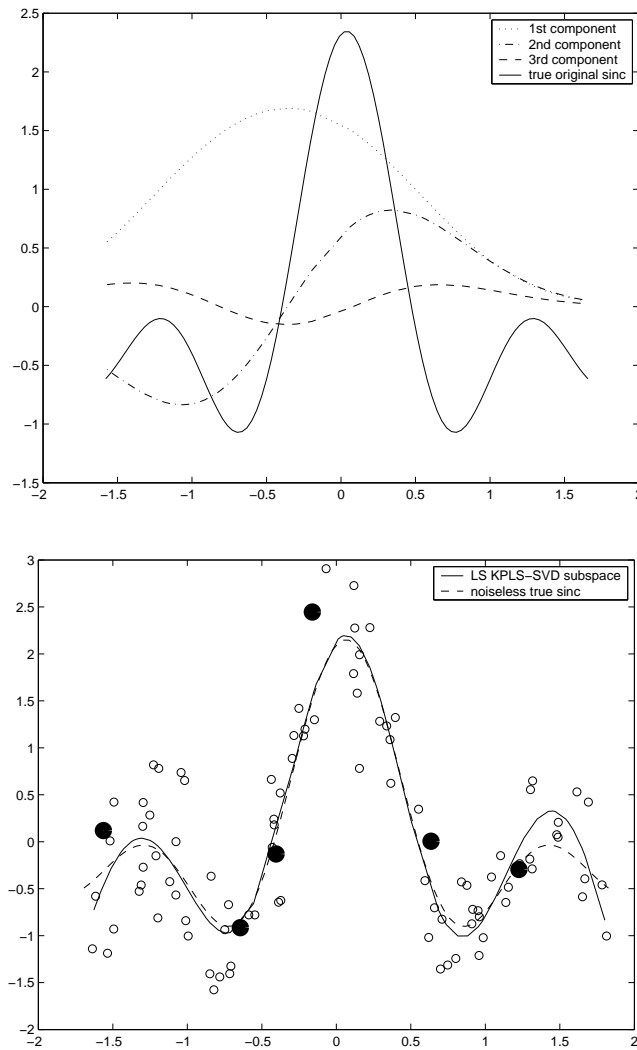 2.5
2
1.5
1
0.5
0
−0.5
−1
−1.5
−2 −1.5 −1 −0.5 0 0.5 1 1.5 2
1st component
2nd component
3rd component
true original sinc
3
2.5
2
1.5
1
0.5
0
−0.5
−1
−1.5
−2
−2 −1.5 −1 −0.5 0 0.5 1 1.5 2
LS KPLS−SVD subspace
noiseless true sinc